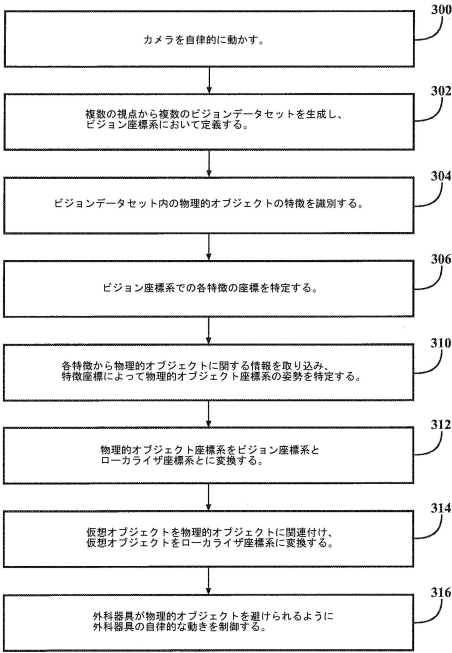 300
カメラを自律的に動かす。
302
複数の視点から複数のビジョンデータセットを生成し、
ビジョン座標系において定義する。
304
ビジョンデータセット内の物理的オブジェクトの特徴を識別する。
306
ビジョン座標系での各特徴の座標を特定する。
310
各特徴から物理的オブジェクトに関する情報を取り込み、
特徴座標によって物理的オブジェクト座標系の姿勢を特定する。
312
物理的オブジェクト座標系をビジョン座標系と
ローカライザ座標系とに変換する。
314
仮想オブジェクトを物理的オブジェクトに関連付け、
仮想オブジェクトをローカライザ座標系に変換する。
316
外科器具が物理的オブジェクトを避けられるように
外科器具の自律的な動きを制御する。